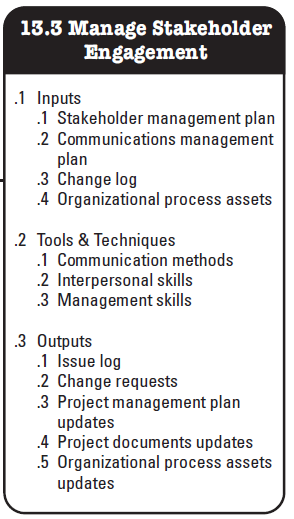 13.3 Manage Stakeholder
Engagement
.1 Inputs
.1 Stakeholder management plan
.2 Communications management
plan
.3 Change log
.4 Organizational process assets
.2 Tools & Techniques
.1 Communication methods
.2 Interpersonal skills
.3 Management skills
.3 Outputs
.1 Issue log
.2 Change requests
.3 Project management plan
updates
.4 Project documents updates
.5 Organizational process assets
updates